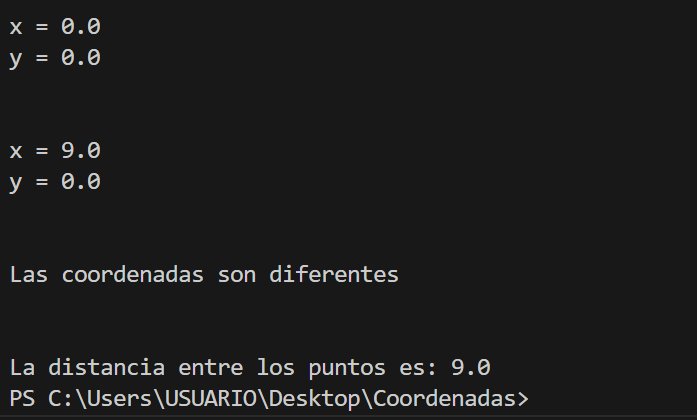 x = 0.0
y = 0.0
x = 9.0
y = 0.0
Las coordenadas son diferentes
La distancia entre los puntos es: 9.0
PS C:\Users\USUARIO\Desktop\Coordenadas>